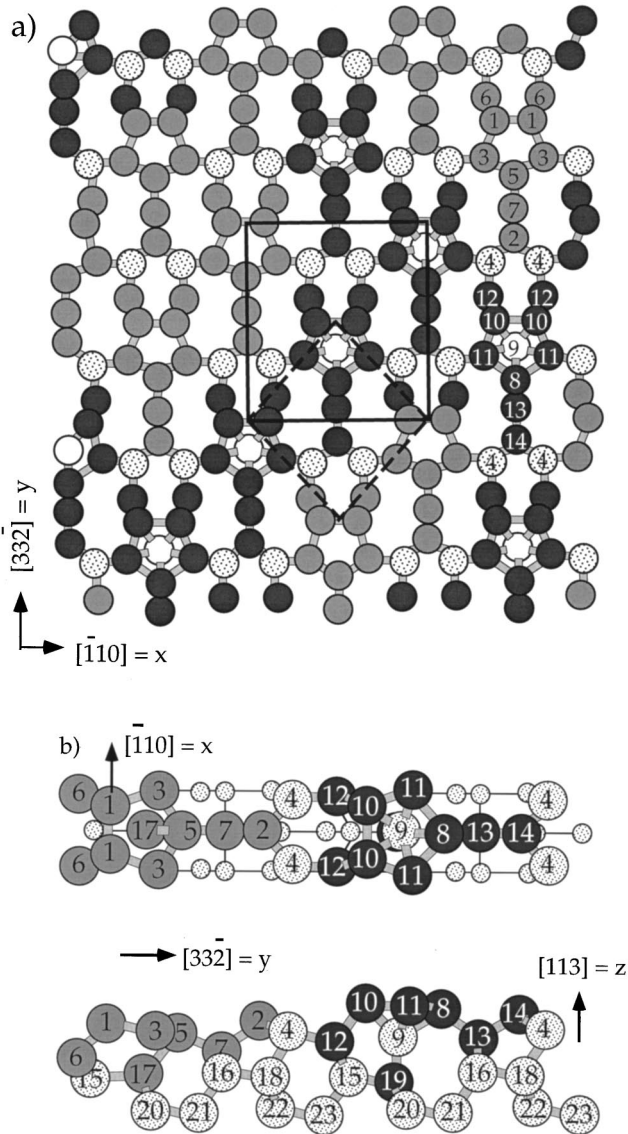 a)
6 6
1 1
3 3
5
7
2
4 4
12 12
10 10
9
11 11
8
13
14
4 4
[332̄] = y
[1̄10] = x
b) [1̄10] = x
6 1 3 4 12 10 11 4
17 5 7 2 9 8 13 14
6 1 3 4 12 10 11 4
[332̄] = y [113] = z
1 3 5 2 4 10 11 8 14 4
6 7 12 9 13
15 17 16 18 15 19 16 18
20 21 22 23 20 21 22 23